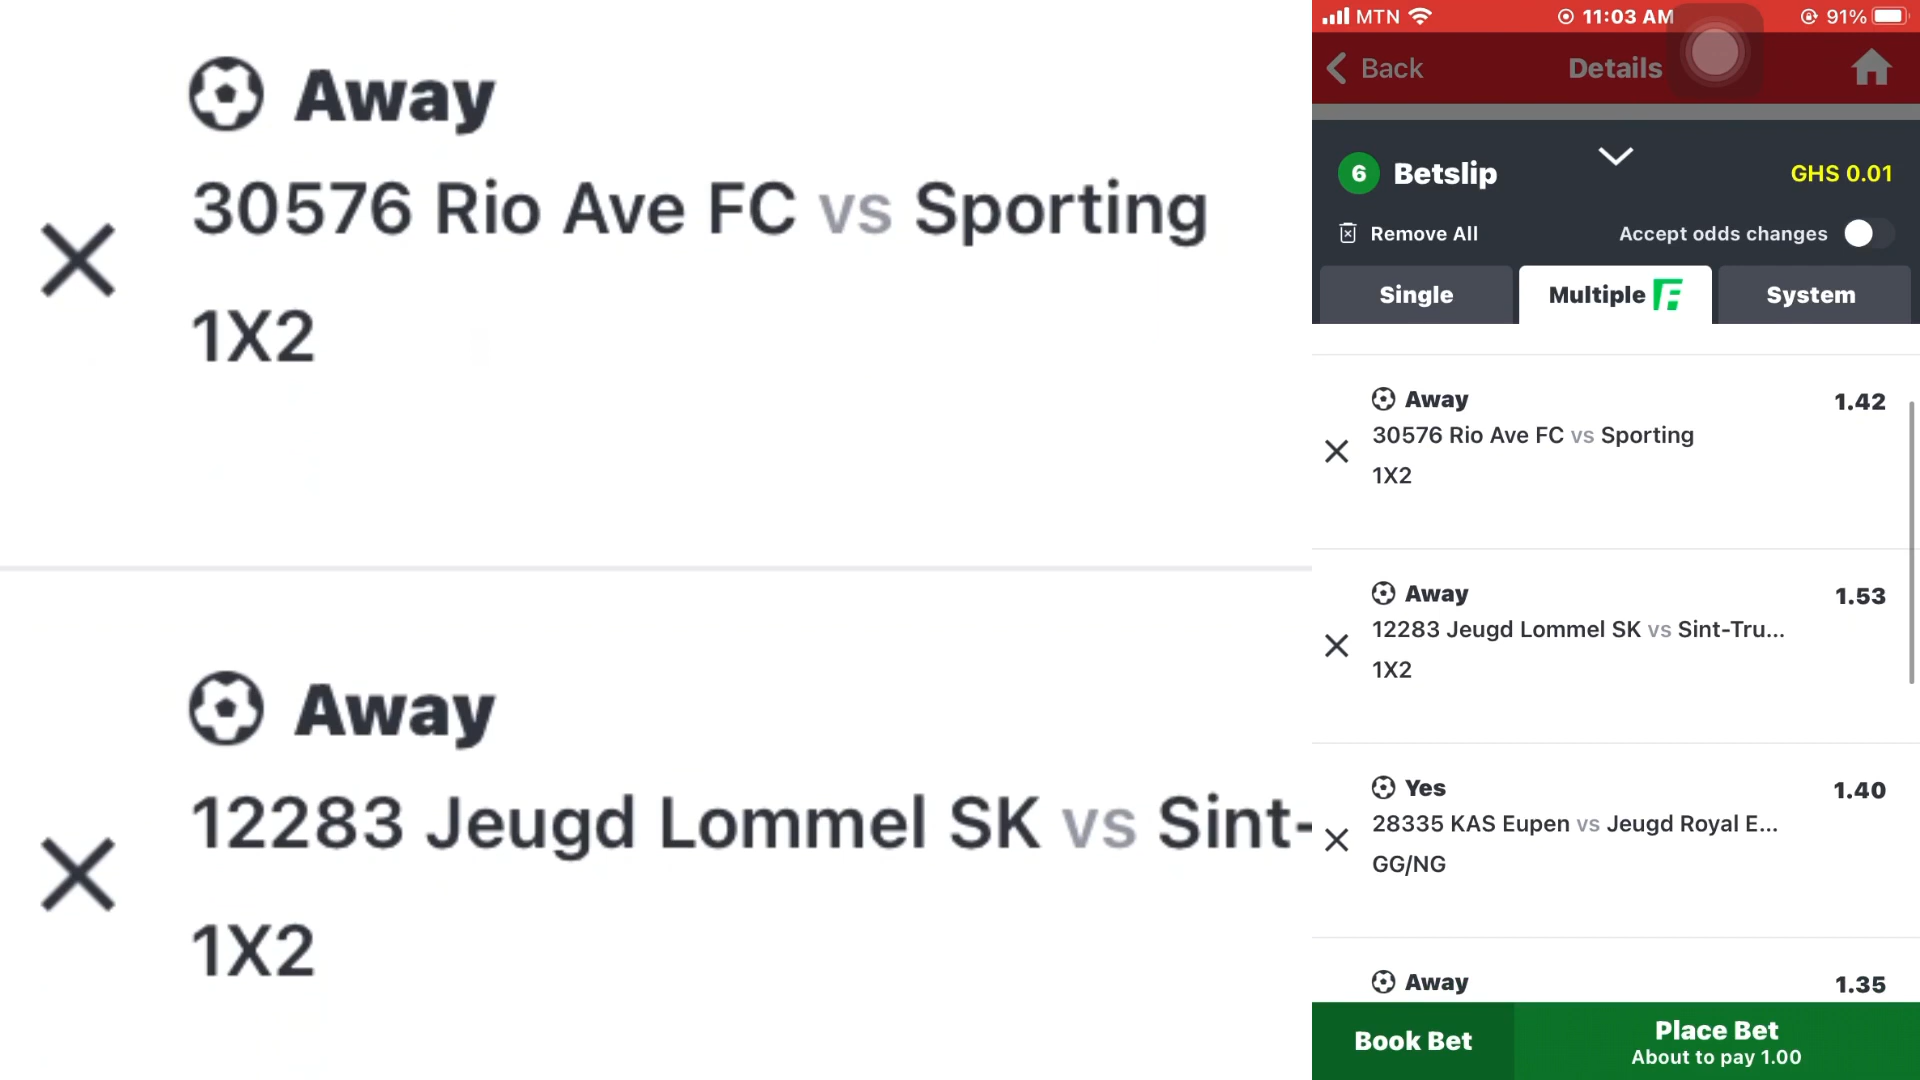 Away
30576 Rio Ave FC vs Sporting
1X2
Away
12283 Jeugd Lommel SK vs Sint-
1X2
MTN 11:03 AM 91%
Back Details
6 Betslip GHS 0.01
Remove All Accept odds changes
Single Multiple F System
Away 1.42
30576 Rio Ave FC vs Sporting
1X2
Away 1.53
12283 Jeugd Lommel SK vs Sint-Tru...
1X2
Yes 1.40
28335 KAS Eupen vs Jeugd Royal E...
GG/NG
Away 1.35
Book Bet Place Bet
About to pay 1.00